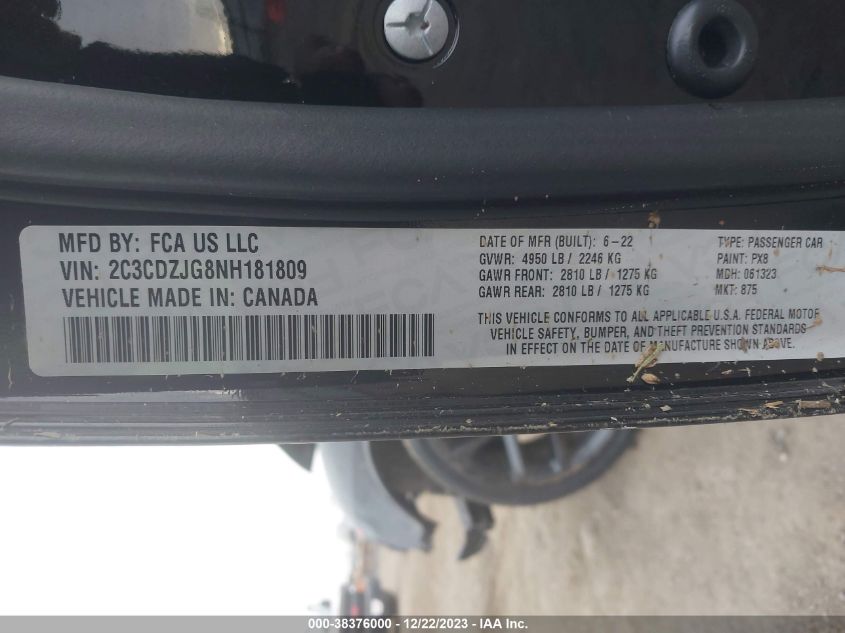 MFD BY: FCA US LLC
VIN: 2C3CDZJG8NH181809
VEHICLE MADE IN: CANADA
DATE OF MFR (BUILT): 6-22
GVWR: 4950 LB / 2246 KG
GAWR FRONT: 2810 LB / 1275 KG
GAWR REAR: 2810 LB / 1275 KG
TYPE: PASSENGER CAR
PAINT: PX8
MDH: 061323
MKT: 875
THIS VEHICLE CONFORMS TO ALL APPLICABLE U.S.A. FEDERAL MOTOR
VEHICLE SAFETY, BUMPER, AND THEFT PREVENTION STANDARDS
IN EFFECT ON THE DATE OF MANUFACTURE SHOWN ABOVE.
000-38376000 - 12/22/2023 - IAA Inc.